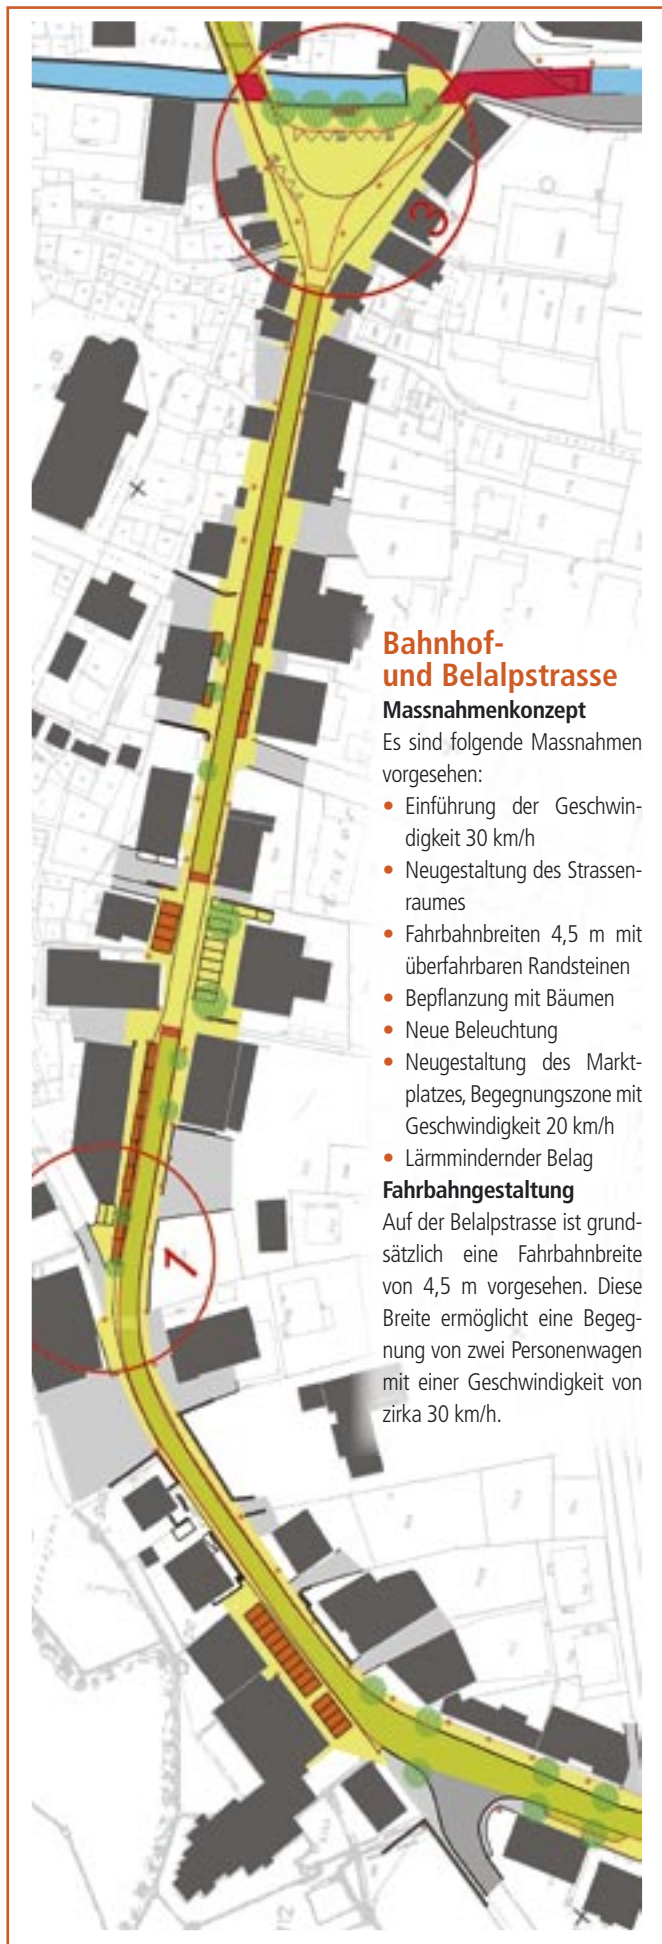 3
Bahnhof-
und Belalpstrasse
Massnahmenkonzept
Es sind folgende Massnahmen
vorgesehen:
• Einführung der Geschwin-
digkeit 30 km/h
• Neugestaltung des Strassen-
raumes
• Fahrbahnbreiten 4,5 m mit
überfahrbaren Randsteinen
• Bepflanzung mit Bäumen
• Neue Beleuchtung
• Neugestaltung des Markt-
platzes, Begegnungszone mit
Geschwindigkeit 20 km/h
• Lärmmindernder Belag
Fahrbahngestaltung
Auf der Belalpstrasse ist grund-
sätzlich eine Fahrbahnbreite
von 4,5 m vorgesehen. Diese
Breite ermöglicht eine Begeg-
nung von zwei Personenwagen
mit einer Geschwindigkeit von
zirka 30 km/h.
1